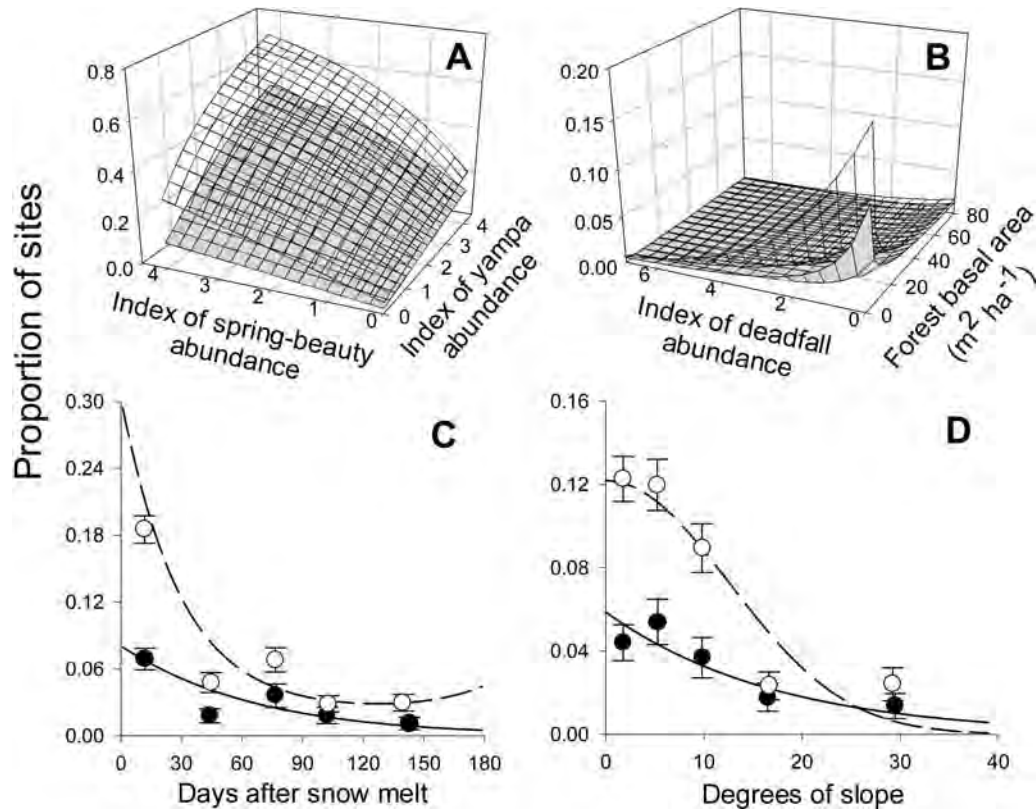 Proportion of sites
A
0.8
0.6
0.4
0.2
0.0
4
3
2
1
0
Index of spring-beauty
abundance
0
1
2
3
4
Index of yampa
abundance
B
0.20
0.15
0.10
0.05
0.00
6
4
2
0
Index of deadfall
abundance
0
20
40
60
80
Forest basal area
(m² ha⁻¹)
C
0.30
0.24
0.18
0.12
0.06
0.00
0 30 60 90 120 150 180
Days after snow melt
D
0.16
0.12
0.08
0.04
0.00
0 10 20 30 40
Degrees of slope